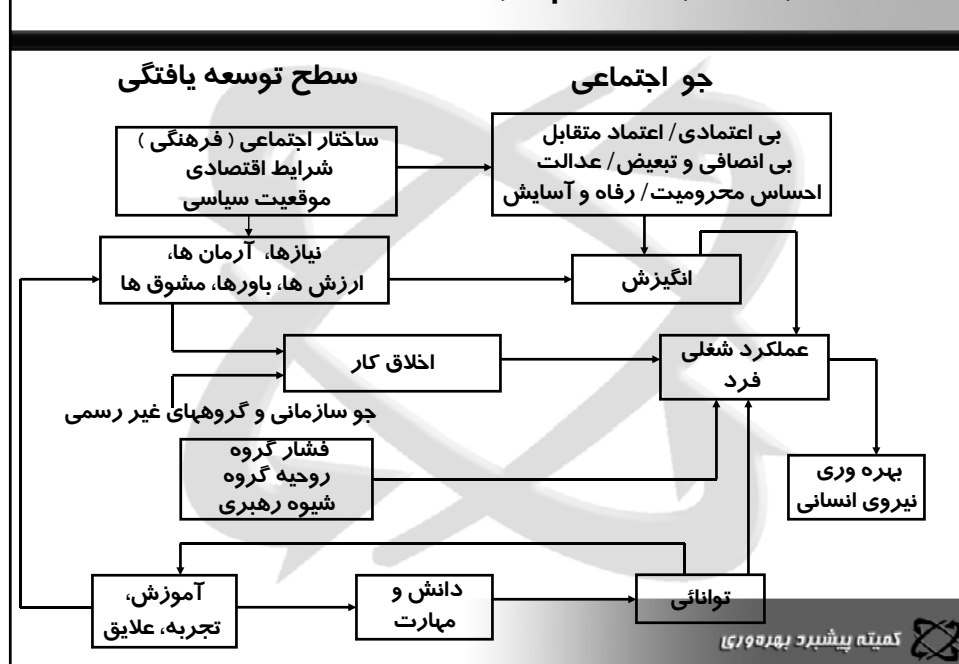 جو اجتماعی
سطح توسعه یافتگی
بی اعتمادی/ اعتماد متقابل
بی انصافی و تبعیض/ عدالت
احساس محرومیت/ رفاه و آسایش
ساختار اجتماعی ( فرهنگی )
شرایط اقتصادی
موقعیت سیاسی
نیازها، آرمان ها،
ارزش ها، باورها، مشوق ها
انگیزش
اخلاق کار
عملکرد شغلی
فرد
جو سازمانی و گروههای غیر رسمی
فشار گروه
روحیه گروه
شیوه رهبری
بهره وری
نیروی انسانی
آموزش،
تجربه، علایق
دانش و
مهارت
توانائی
کمیته پیشبرد بهره‌وری